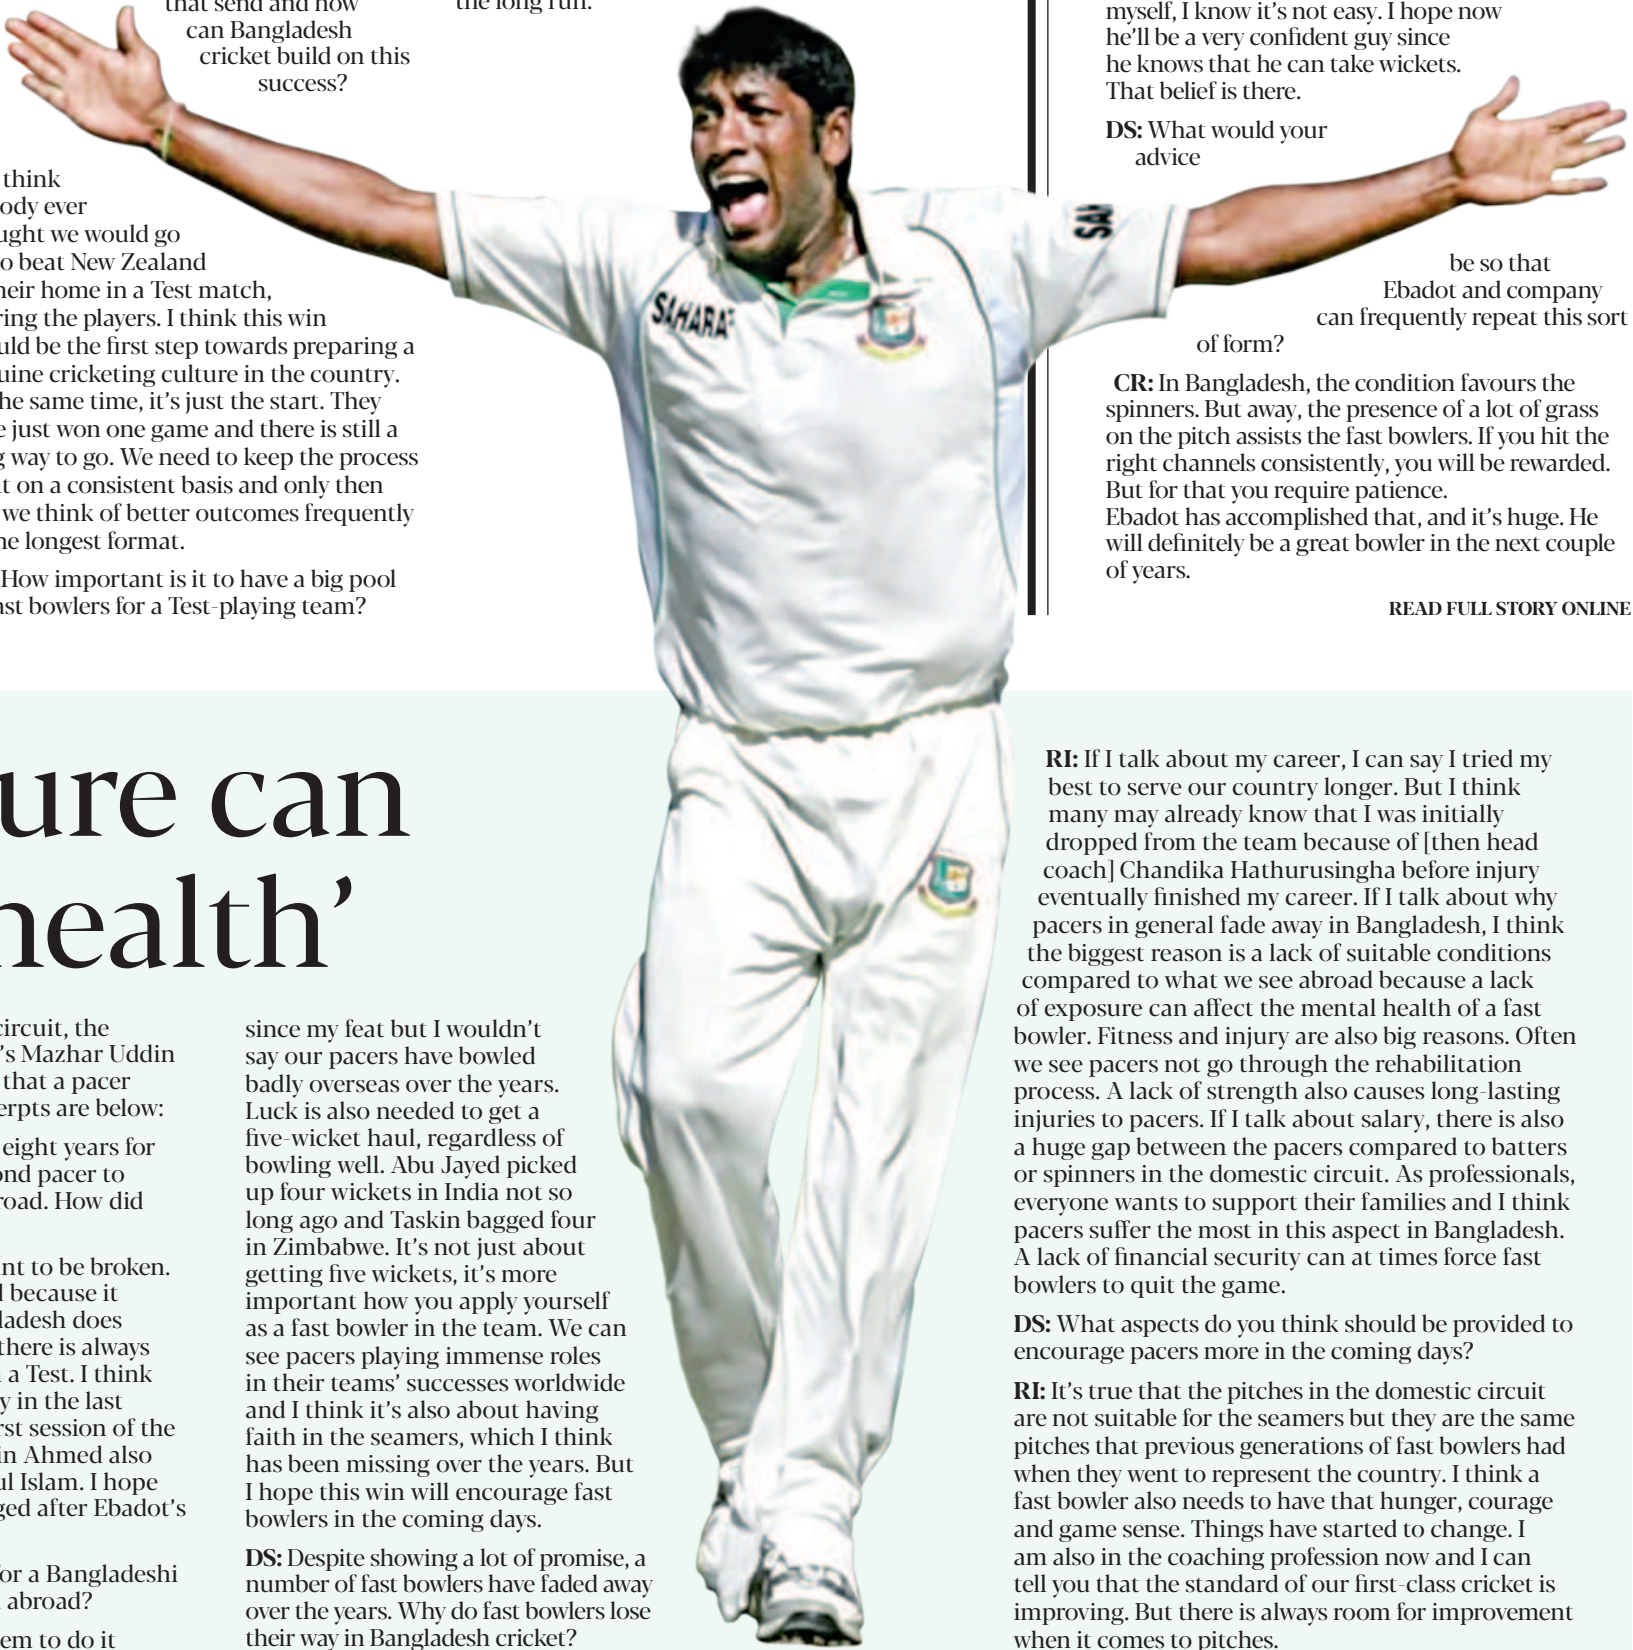 that send and how
can Bangladesh
cricket build on this
success?
think
ody ever
ught we would go
o beat New Zealand
heir home in a Test match,
ring the players. I think this win
uld be the first step towards preparing a
uine cricketing culture in the country.
he same time, it's just the start. They
e just won one game and there is still a
g way to go. We need to keep the process
t on a consistent basis and only then
we think of better outcomes frequently
he longest format.
How important is it to have a big pool
ast bowlers for a Test-playing team?
the long run.
SAHARA
SAH
myself, I know it's not easy. I hope now
he'll be a very confident guy since
he knows that he can take wickets.
That belief is there.
DS: What would your
advice
be so that
Ebadot and company
can frequently repeat this sort
of form?
CR: In Bangladesh, the condition favours the
spinners. But away, the presence of a lot of grass
on the pitch assists the fast bowlers. If you hit the
right channels consistently, you will be rewarded.
But for that you require patience.
Ebadot has accomplished that, and it's huge. He
will definitely be a great bowler in the next couple
of years.
READ FULL STORY ONLINE
ure can
health'
circuit, the
's Mazhar Uddin
that a pacer
erpts are below:
eight years for
ond pacer to
road. How did
nt to be broken.
l because it
ladesh does
there is always
a Test. I think
y in the last
rst session of the
in Ahmed also
ul Islam. I hope
ged after Ebadot's
for a Bangladeshi
abroad?
em to do it
since my feat but I wouldn't
say our pacers have bowled
badly overseas over the years.
Luck is also needed to get a
five-wicket haul, regardless of
bowling well. Abu Jayed picked
up four wickets in India not so
long ago and Taskin bagged four
in Zimbabwe. It's not just about
getting five wickets, it's more
important how you apply yourself
as a fast bowler in the team. We can
see pacers playing immense roles
in their teams' successes worldwide
and I think it's also about having
faith in the seamers, which I think
has been missing over the years. But
I hope this win will encourage fast
bowlers in the coming days.
DS: Despite showing a lot of promise, a
number of fast bowlers have faded away
over the years. Why do fast bowlers lose
their way in Bangladesh cricket?
RI: If I talk about my career, I can say I tried my
best to serve our country longer. But I think
many may already know that I was initially
dropped from the team because of [then head
coach] Chandika Hathurusingha before injury
eventually finished my career. If I talk about why
pacers in general fade away in Bangladesh, I think
the biggest reason is a lack of suitable conditions
compared to what we see abroad because a lack
of exposure can affect the mental health of a fast
bowler. Fitness and injury are also big reasons. Often
we see pacers not go through the rehabilitation
process. A lack of strength also causes long-lasting
injuries to pacers. If I talk about salary, there is also
a huge gap between the pacers compared to batters
or spinners in the domestic circuit. As professionals,
everyone wants to support their families and I think
pacers suffer the most in this aspect in Bangladesh.
A lack of financial security can at times force fast
bowlers to quit the game.
DS: What aspects do you think should be provided to
encourage pacers more in the coming days?
RI: It's true that the pitches in the domestic circuit
are not suitable for the seamers but they are the same
pitches that previous generations of fast bowlers had
when they went to represent the country. I think a
fast bowler also needs to have that hunger, courage
and game sense. Things have started to change. I
am also in the coaching profession now and I can
tell you that the standard of our first-class cricket is
improving. But there is always room for improvement
when it comes to pitches.